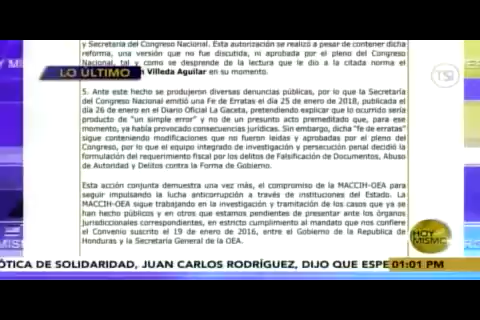 y Secretaría del Congreso Nacional. Esta autorización se realizó a pesar de contener dicha
reforma, una versión que no fue discutida, ni aprobada por el pleno del Congreso
Nacional, tal y como se desprende de la lectura que le dio a la citada norma el
Villeda Aguilar en su momento.
LO ÚLTIMO
TSi
5. Ante este hecho se produjeron diversas denuncias públicas, por lo que la Secretaría
del Congreso Nacional emitió una Fe de Erratas el día 25 de enero de 2018, publicada el
día 26 de enero en el Diario Oficial La Gaceta, pretendiendo explicar que lo ocurrido sería
producto de "un simple error" y no de un presunto acto premeditado que, para ese
momento, ya había provocado consecuencias jurídicas. Sin embargo, dicha "fe de erratas"
sigue conteniendo modificaciones que no fueron leídas y aprobadas por el pleno del
Congreso, por lo que el equipo integrado de investigación y persecución penal decidió la
formulación del requerimiento fiscal por los delitos de Falsificación de Documentos, Abuso
de Autoridad y Delitos contra la Forma de Gobierno.
Esta acción conjunta demuestra una vez más, el compromiso de la MACCIH-OEA para
seguir impulsando la lucha anticorrupción a través de instituciones del Estado. La
MACCIH-OEA sigue trabajando en la investigación y tramitación de los casos que ya se
han hecho públicos y en otros que estamos pendientes de presentar ante los órganos
jurisdiccionales correspondientes, en estricto cumplimiento al mandato que nos confiere
el Convenio suscrito el 19 de enero de 2016, entre el Gobierno de la Republica de
Honduras y la Secretaria General de la OEA.
HOY
MISMO
ÓTICA DE SOLIDARIDAD, JUAN CARLOS RODRÍGUEZ, DIJO QUE ESPE 01:01 PM